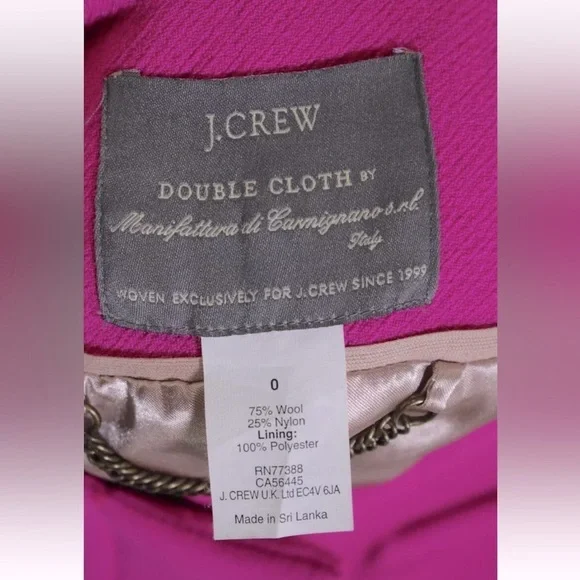 J.CREW
DOUBLE CLOTH BY
Manifattura di Carmignano s.r.l.
Italy
WOVEN EXCLUSIVELY FOR J.CREW SINCE 1999
0
75% Wool
25% Nylon
Lining:
100% Polyester
RN77388
CA56445
J. CREW U.K. Ltd EC4V 6JA
Made in Sri Lanka